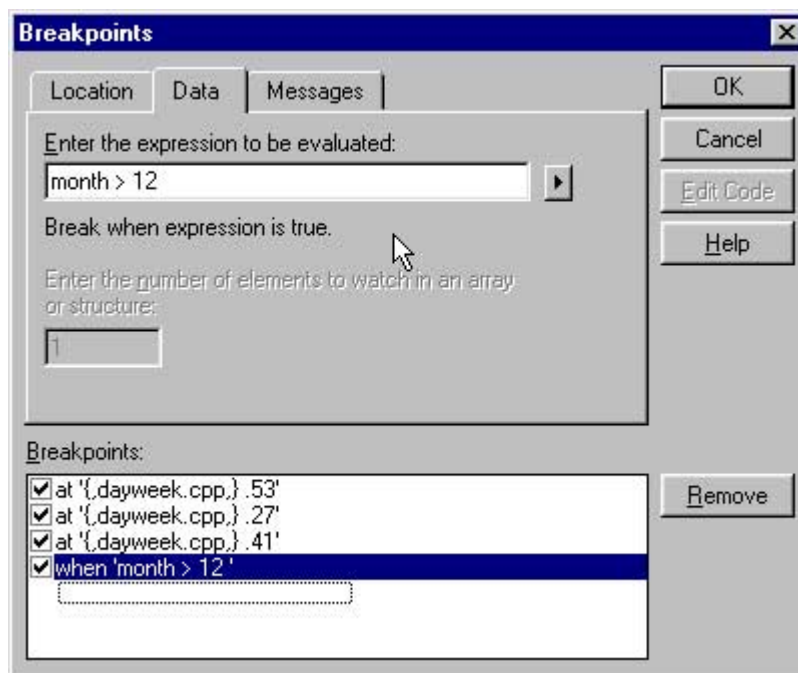 Breakpoints
Location Data Messages
OK
Enter the expression to be evaluated:
Cancel
month > 12
Edit Code
Break when expression is true.
Help
Enter the number of elements to watch in an array
or structure:
1
Breakpoints:
at '{,dayweek.cpp,} .53'
Remove
at '{,dayweek.cpp,} .27'
at '{,dayweek.cpp,} .41'
when 'month > 12 '